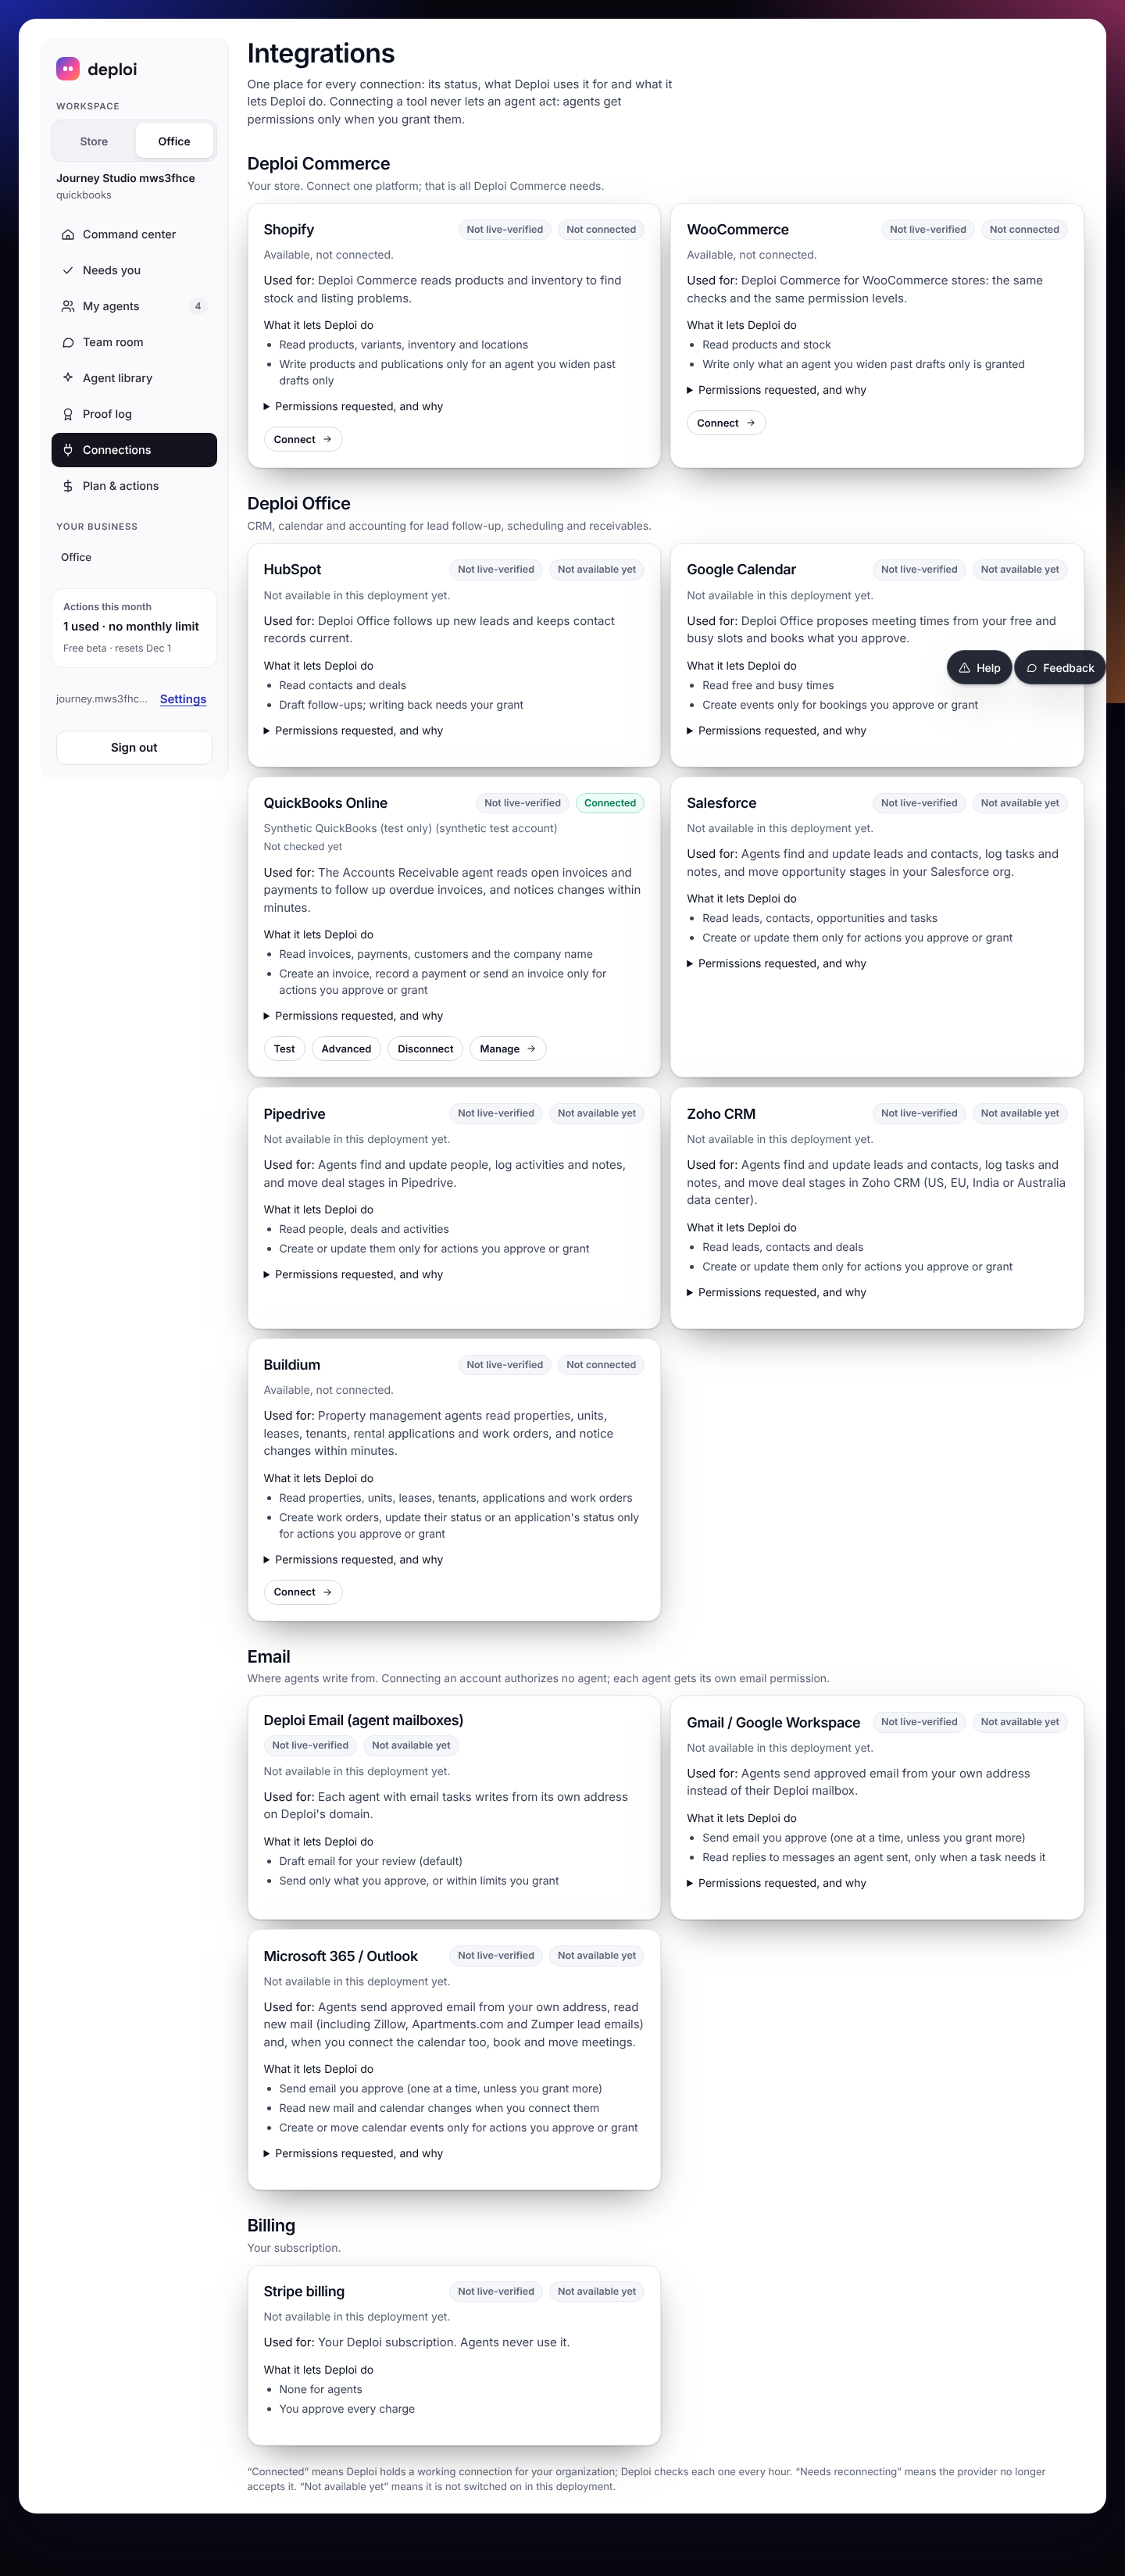 deploi
WORKSPACE
Store
Office
Journey Studio mws3fhce
quickbooks
Command center
Needs you
My agents
4
Team room
Agent library
Proof log
Connections
Plan & actions
YOUR BUSINESS
Office
Actions this month
1 used · no monthly limit
Free beta · resets Dec 1
journey.mws3fhc...
Settings
Sign out
Integrations
One place for every connection: its status, what Deploi uses it for and what it
lets Deploi do. Connecting a tool never lets an agent act: agents get
permissions only when you grant them.
Deploi Commerce
Your store. Connect one platform; that is all Deploi Commerce needs.
Shopify
Not live-verified
Not connected
Available, not connected.
Used for: Deploi Commerce reads products and inventory to find
stock and listing problems.
What it lets Deploi do
• Read products, variants, inventory and locations
• Write products and publications only for an agent you widen past
drafts only
▶ Permissions requested, and why
Connect →
WooCommerce
Not live-verified
Not connected
Available, not connected.
Used for: Deploi Commerce for WooCommerce stores: the same
checks and the same permission levels.
What it lets Deploi do
• Read products and stock
• Write only what an agent you widen past drafts only is granted
▶ Permissions requested, and why
Connect →
Deploi Office
CRM, calendar and accounting for lead follow-up, scheduling and receivables.
HubSpot
Not live-verified
Not available yet
Not available in this deployment yet.
Used for: Deploi Office follows up new leads and keeps contact
records current.
What it lets Deploi do
• Read contacts and deals
• Draft follow-ups; writing back needs your grant
▶ Permissions requested, and why
Google Calendar
Not live-verified
Not available yet
Not available in this deployment yet.
Used for: Deploi Office proposes meeting times from your free and
busy slots and books what you approve.
What it lets Deploi do
• Read free and busy times
• Create events only for bookings you approve or grant
▶ Permissions requested, and why
Help
Feedback
QuickBooks Online
Not live-verified
Connected
Synthetic QuickBooks (test only) (synthetic test account)
Not checked yet
Used for: The Accounts Receivable agent reads open invoices and
payments to follow up overdue invoices, and notices changes within
minutes.
What it lets Deploi do
• Read invoices, payments, customers and the company name
• Create an invoice, record a payment or send an invoice only for
actions you approve or grant
▶ Permissions requested, and why
Test
Advanced
Disconnect
Manage →
Salesforce
Not live-verified
Not available yet
Not available in this deployment yet.
Used for: Agents find and update leads and contacts, log tasks and
notes, and move opportunity stages in your Salesforce org.
What it lets Deploi do
• Read leads, contacts, opportunities and tasks
• Create or update them only for actions you approve or grant
▶ Permissions requested, and why
Pipedrive
Not live-verified
Not available yet
Not available in this deployment yet.
Used for: Agents find and update people, log activities and notes,
and move deal stages in Pipedrive.
What it lets Deploi do
• Read people, deals and activities
• Create or update them only for actions you approve or grant
▶ Permissions requested, and why
Zoho CRM
Not live-verified
Not available yet
Not available in this deployment yet.
Used for: Agents find and update leads and contacts, log tasks and
notes, and move deal stages in Zoho CRM (US, EU, India or Australia
data center).
What it lets Deploi do
• Read leads, contacts and deals
• Create or update them only for actions you approve or grant
▶ Permissions requested, and why
Buildium
Not live-verified
Not connected
Available, not connected.
Used for: Property management agents read properties, units,
leases, tenants, rental applications and work orders, and notice
changes within minutes.
What it lets Deploi do
• Read properties, units, leases, tenants, applications and work orders
• Create work orders, update their status or an application's status only
for actions you approve or grant
▶ Permissions requested, and why
Connect →
Email
Where agents write from. Connecting an account authorizes no agent; each agent gets its own email permission.
Deploi Email (agent mailboxes)
Not live-verified
Not available yet
Not available in this deployment yet.
Used for: Each agent with email tasks writes from its own address
on Deploi's domain.
What it lets Deploi do
• Draft email for your review (default)
• Send only what you approve, or within limits you grant
Gmail / Google Workspace
Not live-verified
Not available yet
Not available in this deployment yet.
Used for: Agents send approved email from your own address
instead of their Deploi mailbox.
What it lets Deploi do
• Send email you approve (one at a time, unless you grant more)
• Read replies to messages an agent sent, only when a task needs it
▶ Permissions requested, and why
Microsoft 365 / Outlook
Not live-verified
Not available yet
Not available in this deployment yet.
Used for: Agents send approved email from your own address, read
new mail (including Zillow, Apartments.com and Zumper lead emails)
and, when you connect the calendar too, book and move meetings.
What it lets Deploi do
• Send email you approve (one at a time, unless you grant more)
• Read new mail and calendar changes when you connect them
• Create or move calendar events only for actions you approve or grant
▶ Permissions requested, and why
Billing
Your subscription.
Stripe billing
Not live-verified
Not available yet
Not available in this deployment yet.
Used for: Your Deploi subscription. Agents never use it.
What it lets Deploi do
• None for agents
• You approve every charge
“Connected” means Deploi holds a working connection for your organization; Deploi checks each one every hour. “Needs reconnecting” means the provider no longer
accepts it. “Not available yet” means it is not switched on in this deployment.